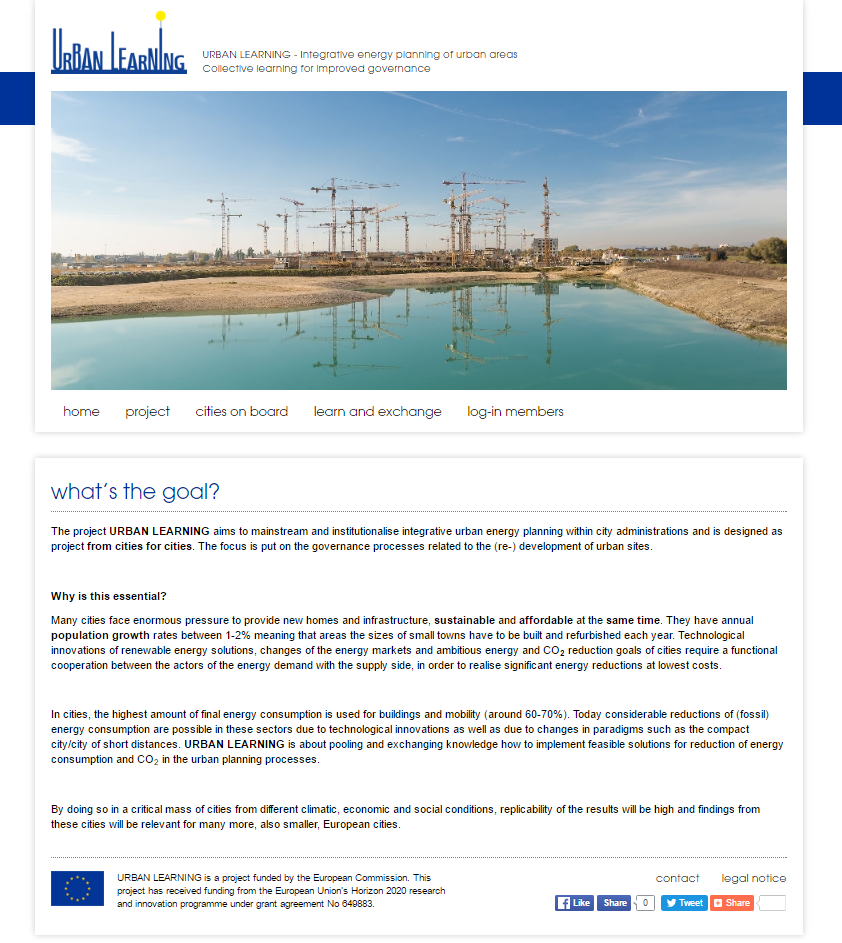 URBAN LEARNING
URBAN LEARNING - Integrative energy planning of urban areas
Collective learning for improved governance
home project cities on board learn and exchange log-in members
what's the goal?
The project URBAN LEARNING aims to mainstream and institutionalise integrative urban energy planning within city administrations and is designed as
project from cities for cities. The focus is put on the governance processes related to the (re-) development of urban sites.
Why is this essential?
Many cities face enormous pressure to provide new homes and infrastructure, sustainable and affordable at the same time. They have annual
population growth rates between 1-2% meaning that areas the sizes of small towns have to be built and refurbished each year. Technological
innovations of renewable energy solutions, changes of the energy markets and ambitious energy and CO2 reduction goals of cities require a functional
cooperation between the actors of the energy demand with the supply side, in order to realise significant energy reductions at lowest costs.
In cities, the highest amount of final energy consumption is used for buildings and mobility (around 60-70%). Today considerable reductions of (fossil)
energy consumption are possible in these sectors due to technological innovations as well as due to changes in paradigms such as the compact
city/city of short distances. URBAN LEARNING is about pooling and exchanging knowledge how to implement feasible solutions for reduction of energy
consumption and CO2 in the urban planning processes.
By doing so in a critical mass of cities from different climatic, economic and social conditions, replicability of the results will be high and findings from
these cities will be relevant for many more, also smaller, European cities.
URBAN LEARNING is a project funded by the European Commission. This
project has received funding from the European Union's Horizon 2020 research
and innovation programme under grant agreement No 649883.
contact legal notice
Like Share 0 Tweet Share